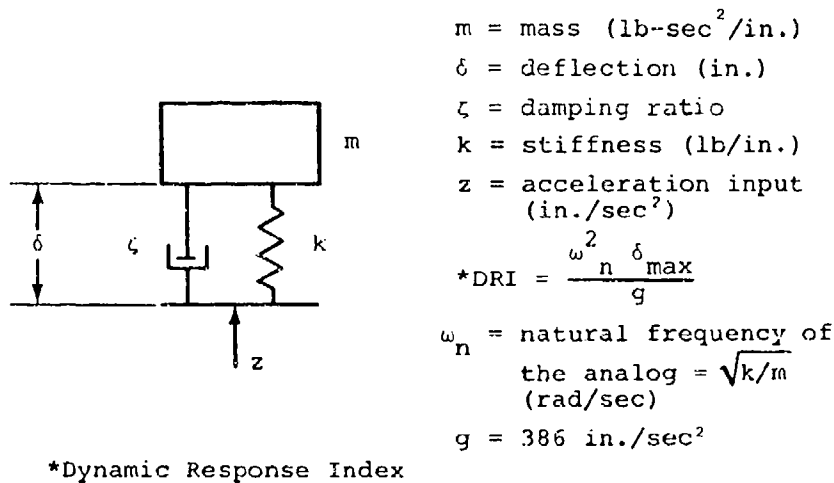 m = mass (lb-sec²/in.)
δ = deflection (in.)
ζ = damping ratio
k = stiffness (lb/in.)
z = acceleration input
(in./sec²)
*DRI = ω²n δmax / g
ωn = natural frequency of
the analog = √k/m
(rad/sec)
g = 386 in./sec²
m
δ
ζ
k
z
*Dynamic Response Index